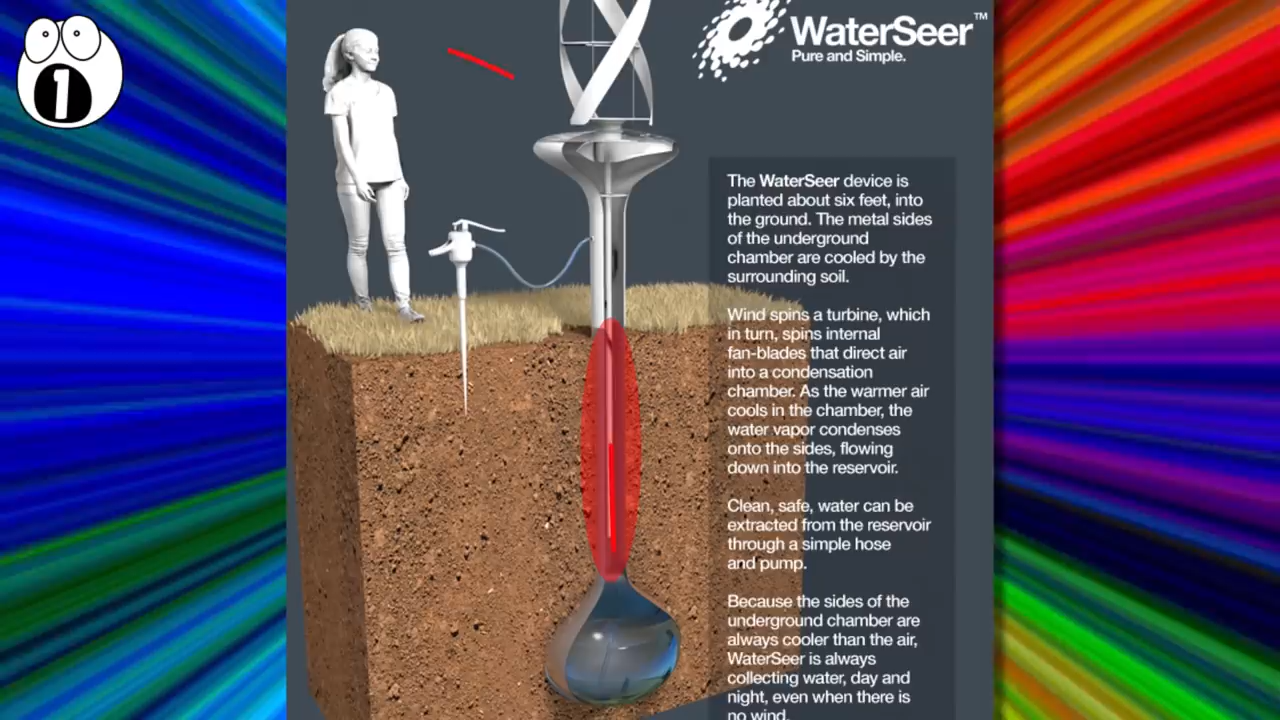 1
WaterSeer™
Pure and Simple.
The WaterSeer device is
planted about six feet, into
the ground. The metal sides
of the underground
chamber are cooled by the
surrounding soil.
Wind spins a turbine, which
in turn, spins internal
fan-blades that direct air
into a condensation
chamber. As the warmer air
cools in the chamber, the
water vapor condenses
onto the sides, flowing
down into the reservoir.
Clean, safe, water can be
extracted from the reservoir
through a simple hose
and pump.
Because the sides of the
underground chamber are
always cooler than the air,
WaterSeer is always
collecting water, day and
night, even when there is
no wind.